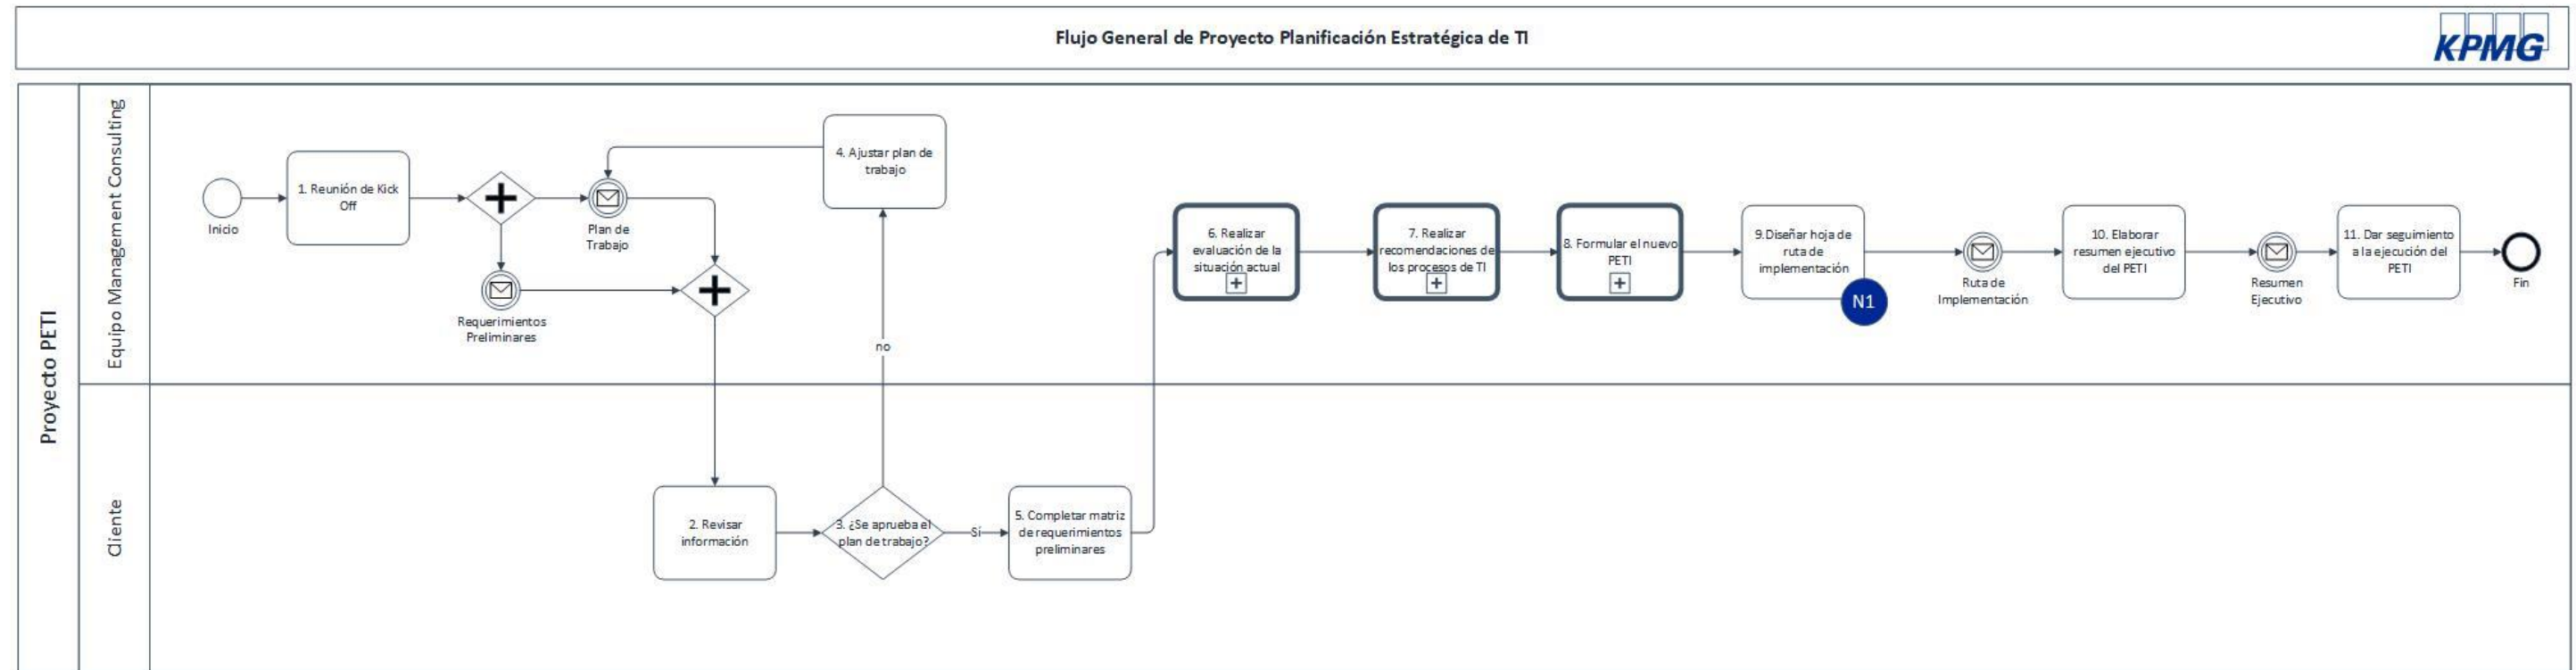 Flujo General de Proyecto Planificación Estratégica de TI
KPMG
Proyecto PETI
Equipo Management Consulting
Inicio
1. Reunión de Kick
Off
Plan de
Trabajo
Requerimientos
Preliminares
4. Ajustar plan de
trabajo
no
6. Realizar
evaluación de la
situación actual
7. Realizar
recomendaciones de
los procesos de TI
8. Formular el nuevo
PETI
9.Diseñar hoja de
ruta de
implementación
N1
Ruta de
Implementación
10. Elaborar
resumen ejecutivo
del PETI
Resumen
Ejecutivo
11. Dar seguimiento
a la ejecución del
PETI
Fin
Cliente
2. Revisar
información
3. ¿Se aprueba el
plan de trabajo?
Sí
5. Completar matriz
de requerimientos
preliminares